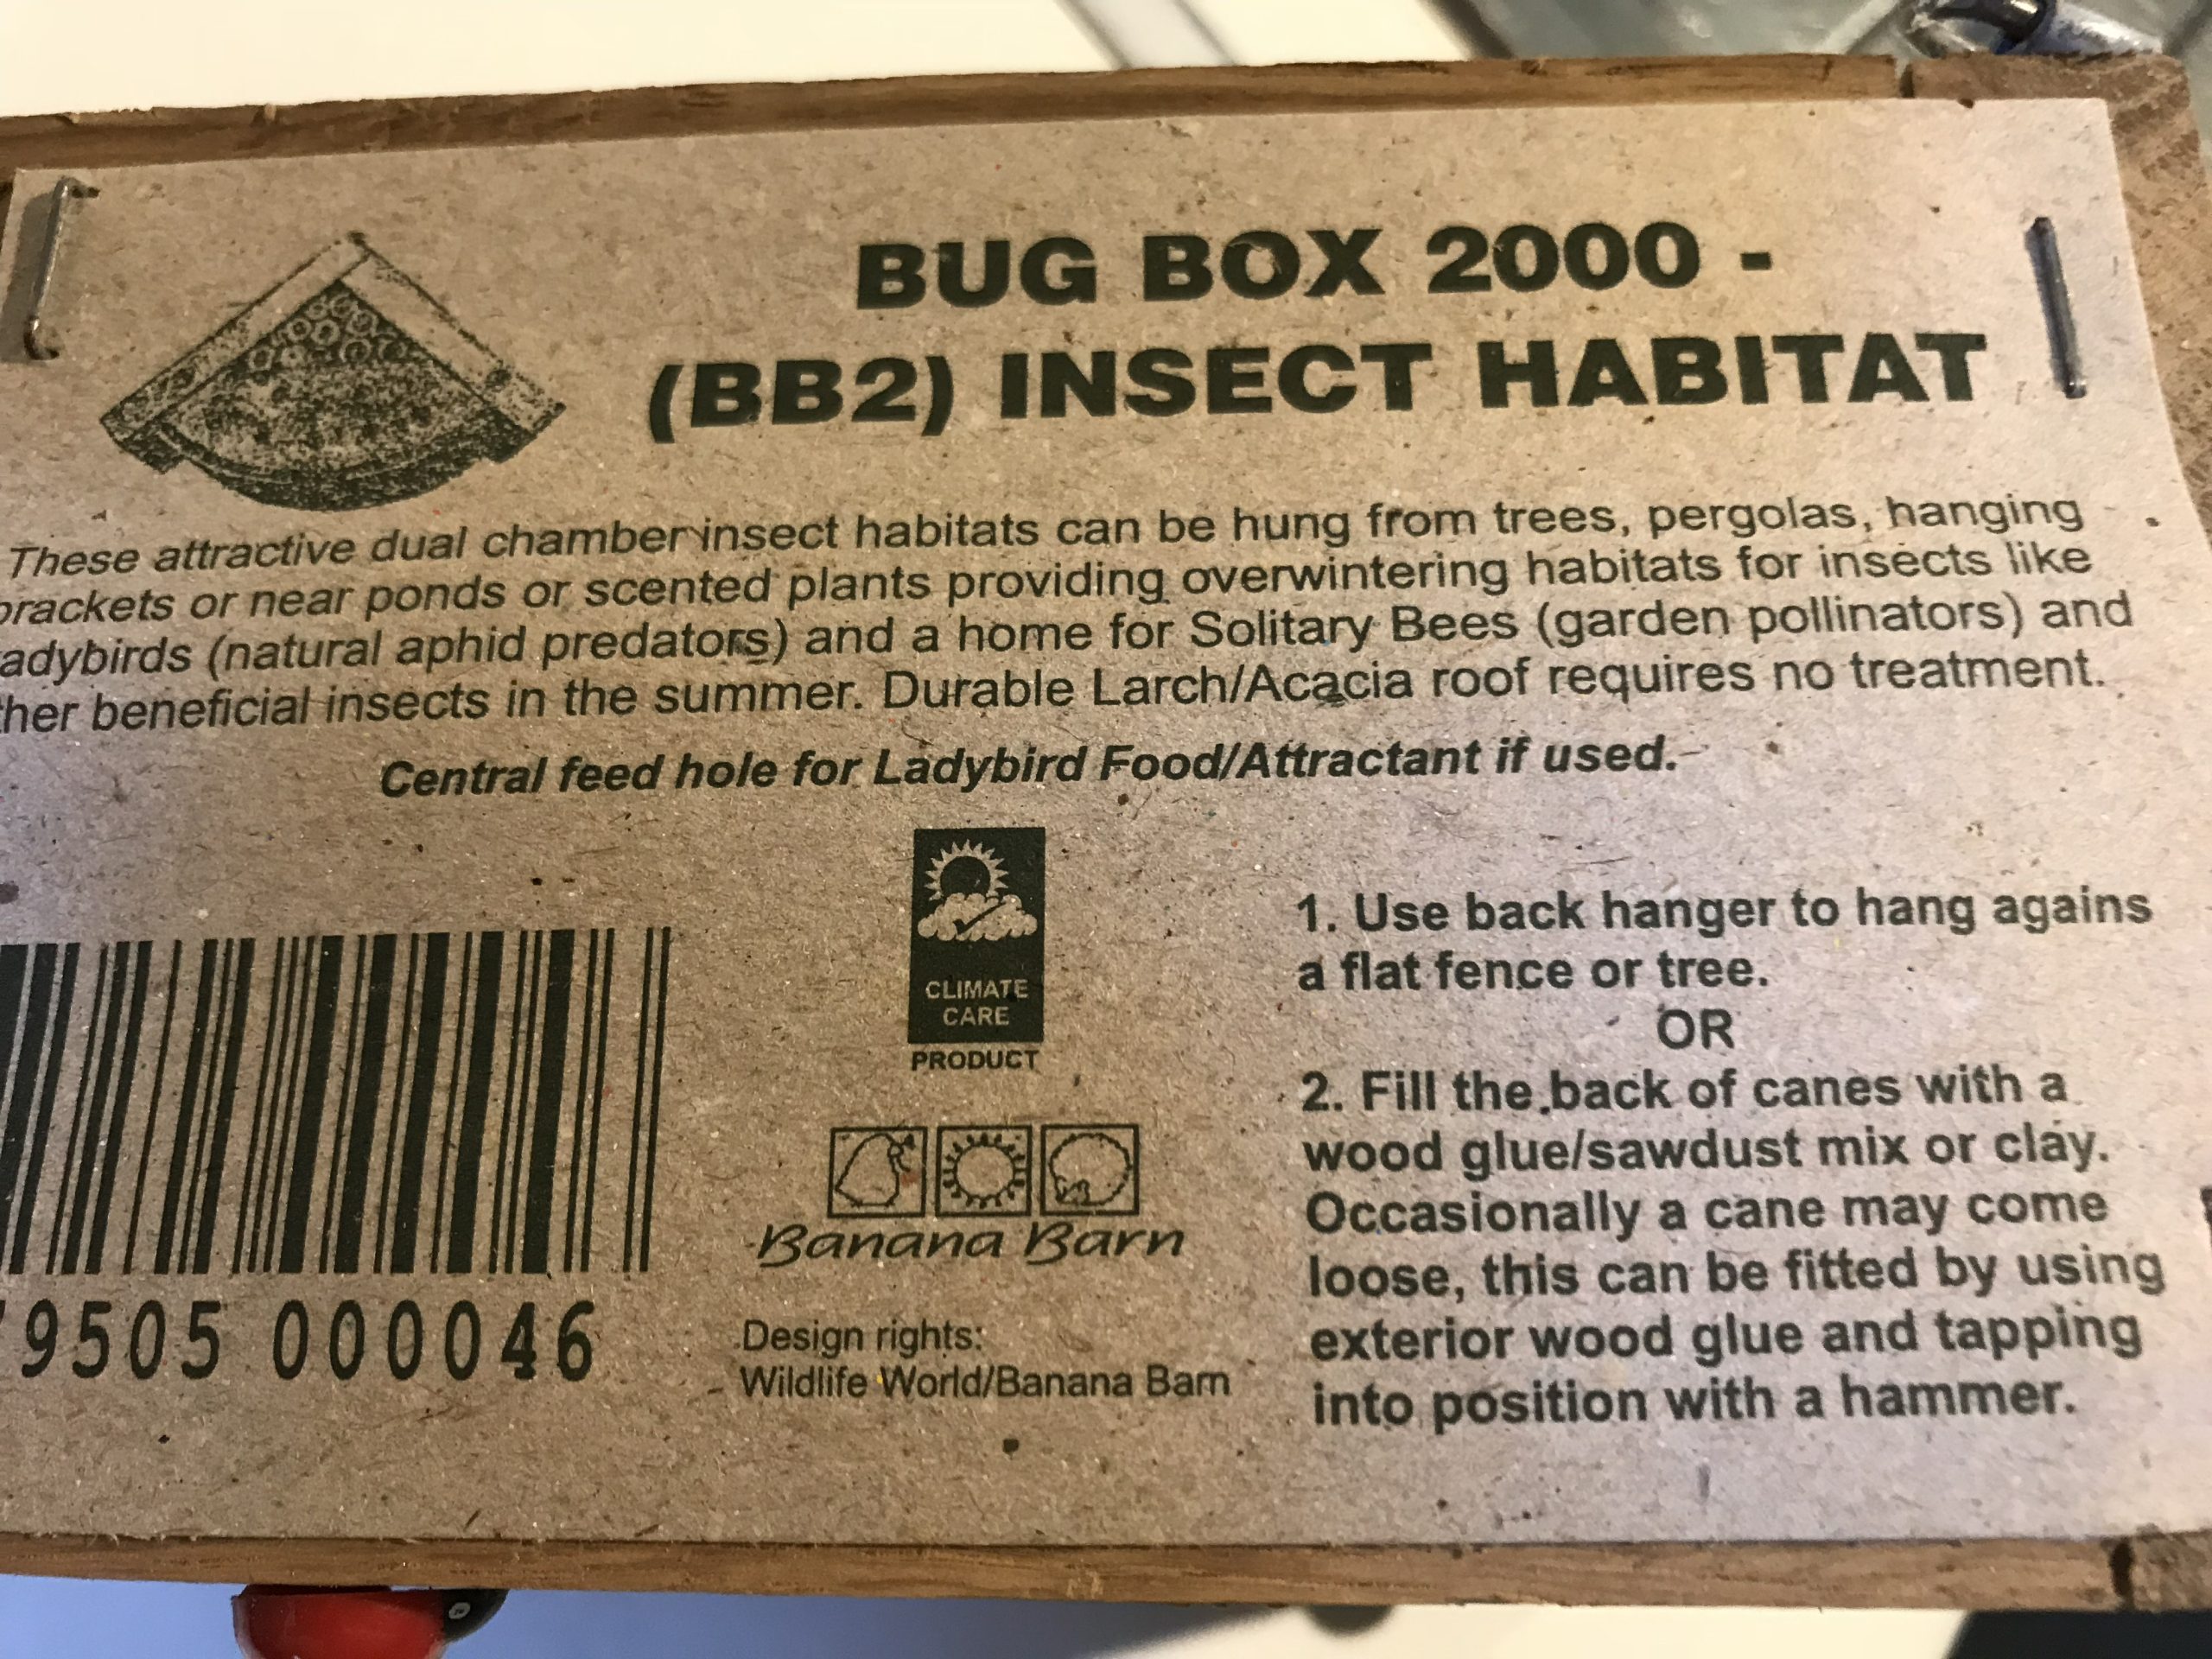 BUG BOX 2000 -
(BB2) INSECT HABITAT
These attractive dual chamber insect habitats can be hung from trees, pergolas, hanging
brackets or near ponds or scented plants providing overwintering habitats for insects like
adybirds (natural aphid predators) and a home for Solitary Bees (garden pollinators) and
ther beneficial insects in the summer. Durable Larch/Acacia roof requires no treatment.
Central feed hole for Ladybird Food/Attractant if used.
9505 000046
CLIMATE
CARE
PRODUCT
Banana Barn
Design rights:
Wildlife World/Banana Barn
1. Use back hanger to hang agains
a flat fence or tree.
OR
2. Fill the back of canes with a
wood glue/sawdust mix or clay.
Occasionally a cane may come
loose, this can be fitted by using
exterior wood glue and tapping
into position with a hammer.